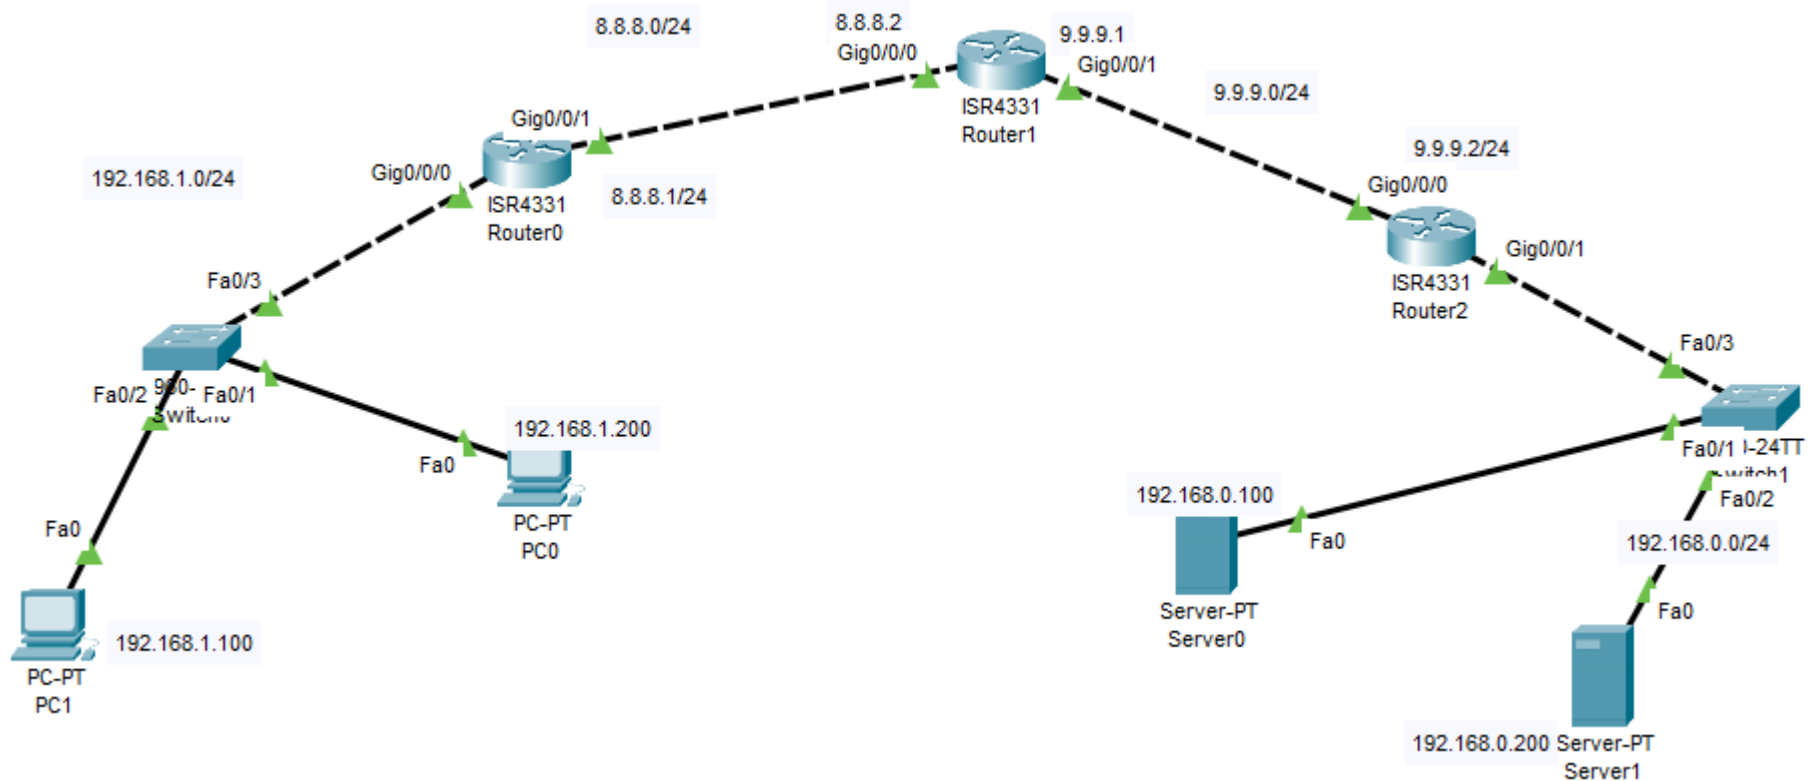 8.8.8.0/24
8.8.8.2
Gig0/0/0
9.9.9.1
Gig0/0/1
ISR4331
Router1
9.9.9.0/24
Gig0/0/1
9.9.9.2/24
192.168.1.0/24
Gig0/0/0
8.8.8.1/24
ISR4331
Router0
Gig0/0/0
Gig0/0/1
ISR4331
Router2
Fa0/3
Fa0/3
Fa0/2
Fa0/1
192.168.1.200
Fa0
PC-PT
PC0
Fa0/1
-24TT
Fa0/2
192.168.0.100
Fa0
192.168.0.0/24
Fa0
Server-PT
Server0
Fa0
192.168.1.100
PC-PT
PC1
192.168.0.200
Server-PT
Server1